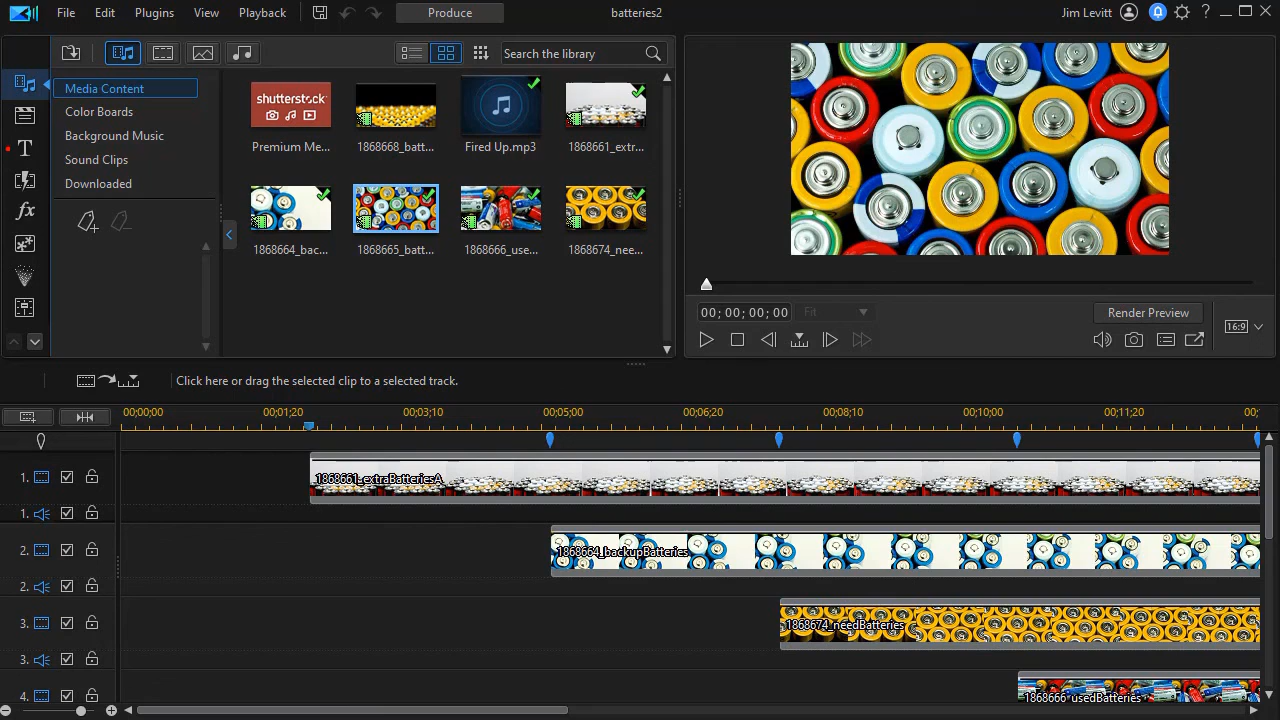 File Edit Plugins View Playback Produce batteries2 Jim Levitt ?
Search the library
Media Content
Color Boards
Background Music
Sound Clips
Downloaded
shutterstock
Premium Me...
1868668_batt...
Fired Up.mp3
1868661_extr...
1868664_bac...
1868665_batt...
1868666_use...
1868674_nee...
T
fx
00; 00; 00; 00 Fit Render Preview
16:9
Click here or drag the selected clip to a selected track.
00;00;00 00;01;20 00;03;10 00;05;00 00;06;20 00;08;10 00;10;00 00;11;20 00;
1. 1868661_extraBatteriesA
1.
2. 1868664_backupBatteries
2.
3. 1868674_needBatteries
3.
4. 1868666_usedBatteries